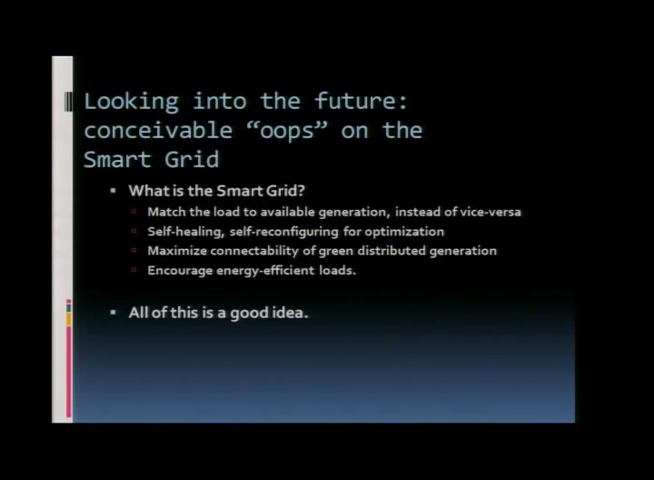 Looking into the future:
conceivable “oops” on the
Smart Grid
What is the Smart Grid?
Match the load to available generation, instead of vice-versa
Self-healing, self-reconfiguring for optimization
Maximize connectability of green distributed generation
Encourage energy-efficient loads.
All of this is a good idea.